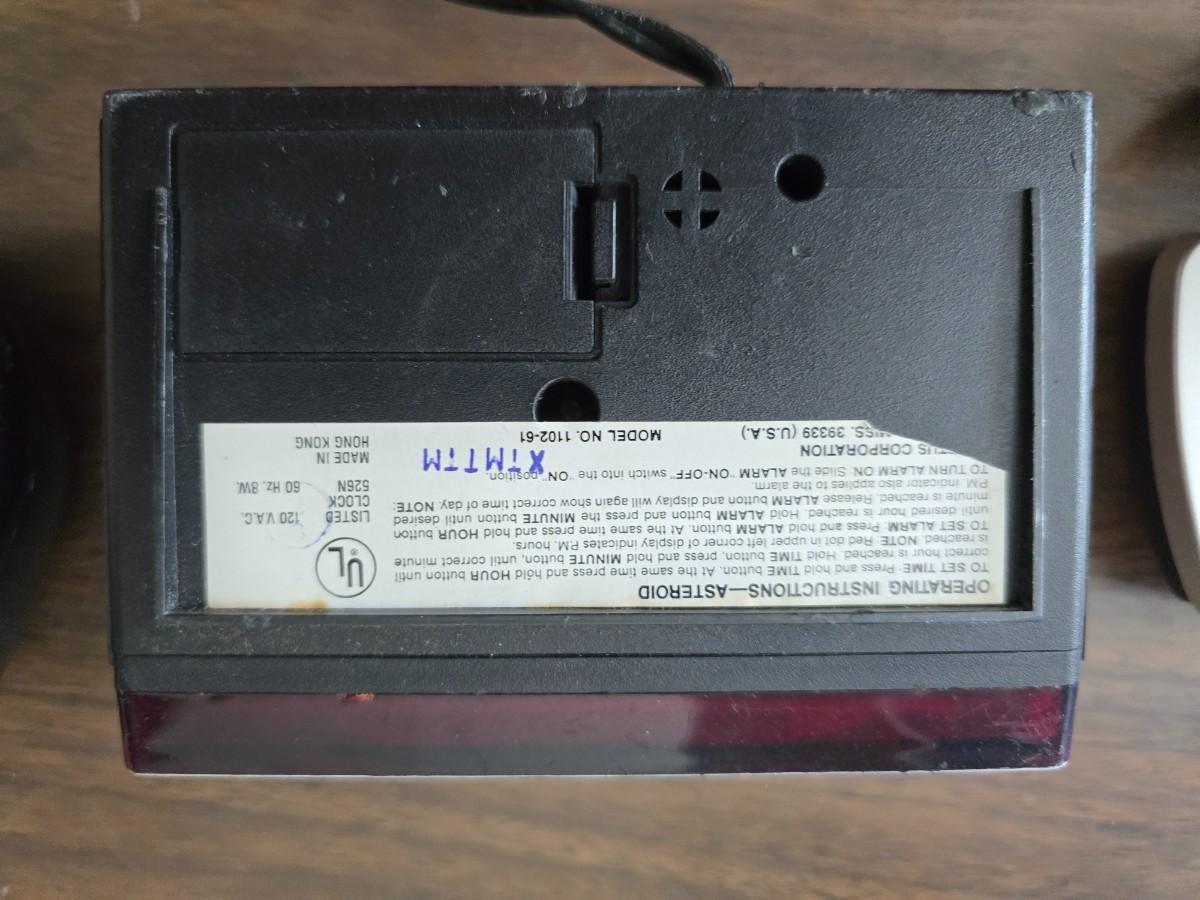 OPERATING INSTRUCTIONS—ASTEROID
TO SET TIME: Press and hold TIME button. At the same time press and hold HOUR button until
correct hour is reached. Hold TIME button, press and hold MINUTE button, until correct minute
is reached. NOTE: Red dot in upper left corner of display indicates P.M. hours.
TO SET ALARM: Press and hold ALARM button. At the same time press and hold HOUR button
until desired hour is reached. Hold ALARM button and press the MINUTE button until desired
minute is reached. Release ALARM button and display will again show correct time of day. NOTE:
P.M. indicator also applies to the alarm.
TO TURN ALARM ON: Slide the ALARM "ON-OFF" switch into the "ON" position.
CORPORATION
MISS. 39339 (U.S.A.) MODEL NO. 1102-61
UL®
LISTED 120 V.A.C.
CLOCK
526N 60 Hz. 8W.
MADE IN
HONG KONG